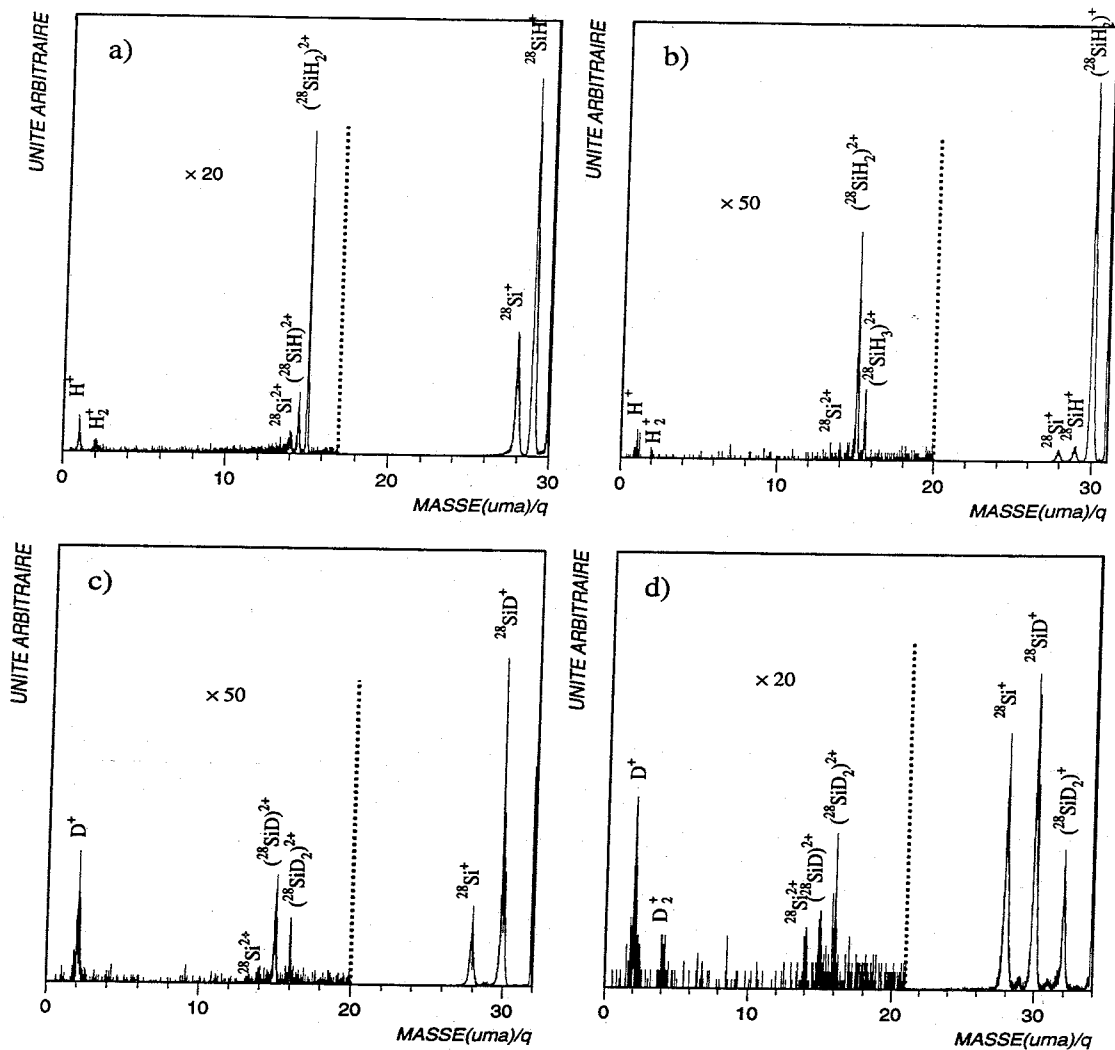 UNITE ARBITRAIRE
a)
× 20
H⁺
H₂⁺
²⁸Si²⁺
(²⁸SiH)²⁺
(²⁸SiH₂)²⁺
²⁸Si⁺
²⁸SiH⁺
0 10 20 30
MASSE(uma)/q
UNITE ARBITRAIRE
b)
× 50
H⁺
H₂⁺
²⁸Si²⁺
(²⁸SiH₂)²⁺
(²⁸SiH₃)²⁺
²⁸Si⁺
²⁸SiH⁺
(²⁸SiH₂)⁺
0 10 20 30
MASSE(uma)/q
UNITE ARBITRAIRE
c)
× 50
D⁺
²⁸Si²⁺
(²⁸SiD)²⁺
(²⁸SiD₂)²⁺
²⁸Si⁺
²⁸SiD⁺
0 10 20 30
MASSE(uma)/q
UNITE ARBITRAIRE
d)
× 20
D⁺
D₂⁺
²⁸Si²⁺
(²⁸SiD)²⁺
(²⁸SiD₂)²⁺
²⁸Si⁺
²⁸SiD⁺
(²⁸SiD₂)⁺
0 10 20 30
MASSE(uma)/q